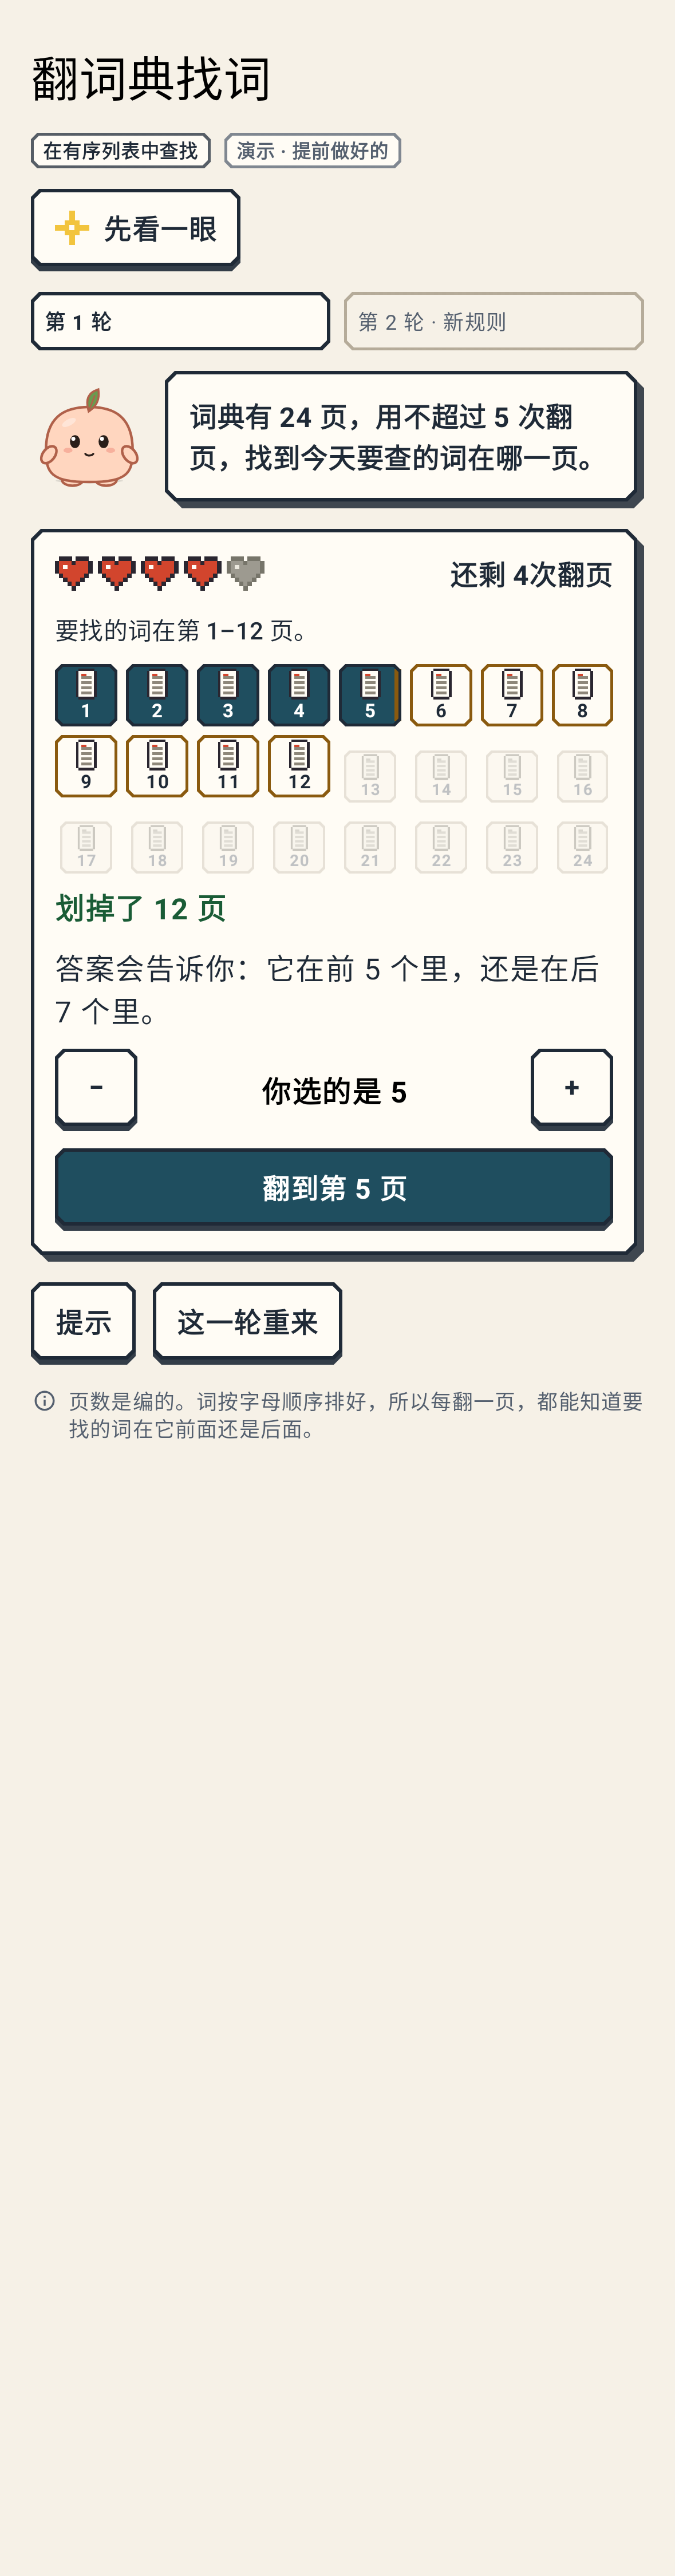 翻词典找词
在有序列表中查找
演示 · 提前做好的
先看一眼
第 1 轮
第 2 轮 · 新规则
词典有 24 页，用不超过 5 次翻
页，找到今天要查的词在哪一页。
还剩 4次翻页
要找的词在第 1–12 页。
1 2 3 4 5 6 7 8
9 10 11 12 13 14 15 16
17 18 19 20 21 22 23 24
划掉了 12 页
答案会告诉你：它在前 5 个里，还是在后
7 个里。
−
你选的是 5
+
翻到第 5 页
提示
这一轮重来
页数是编的。词按字母顺序排好，所以每翻一页，都能知道要
找的词在它前面还是后面。